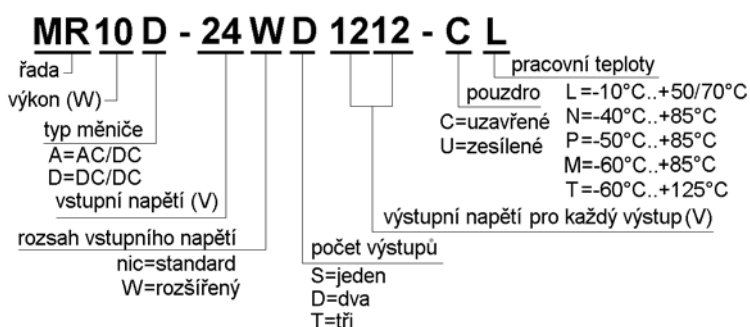 MR10D-24WD1212-CL
řada
výkon (W)
typ měniče
A=AC/DC
D=DC/DC
vstupní napětí (V)
rozsah vstupního napětí
nic=standard
W=rozšířený
počet výstupů
S=jeden
D=dva
T=tři
výstupní napětí pro každý výstup (V)
pouzdro
C=uzavřené
U=zesílené
pracovní teploty
L=-10°C..+50/70°C
N=-40°C..+85°C
P=-50°C..+85°C
M=-60°C..+85°C
T=-60°C..+125°C